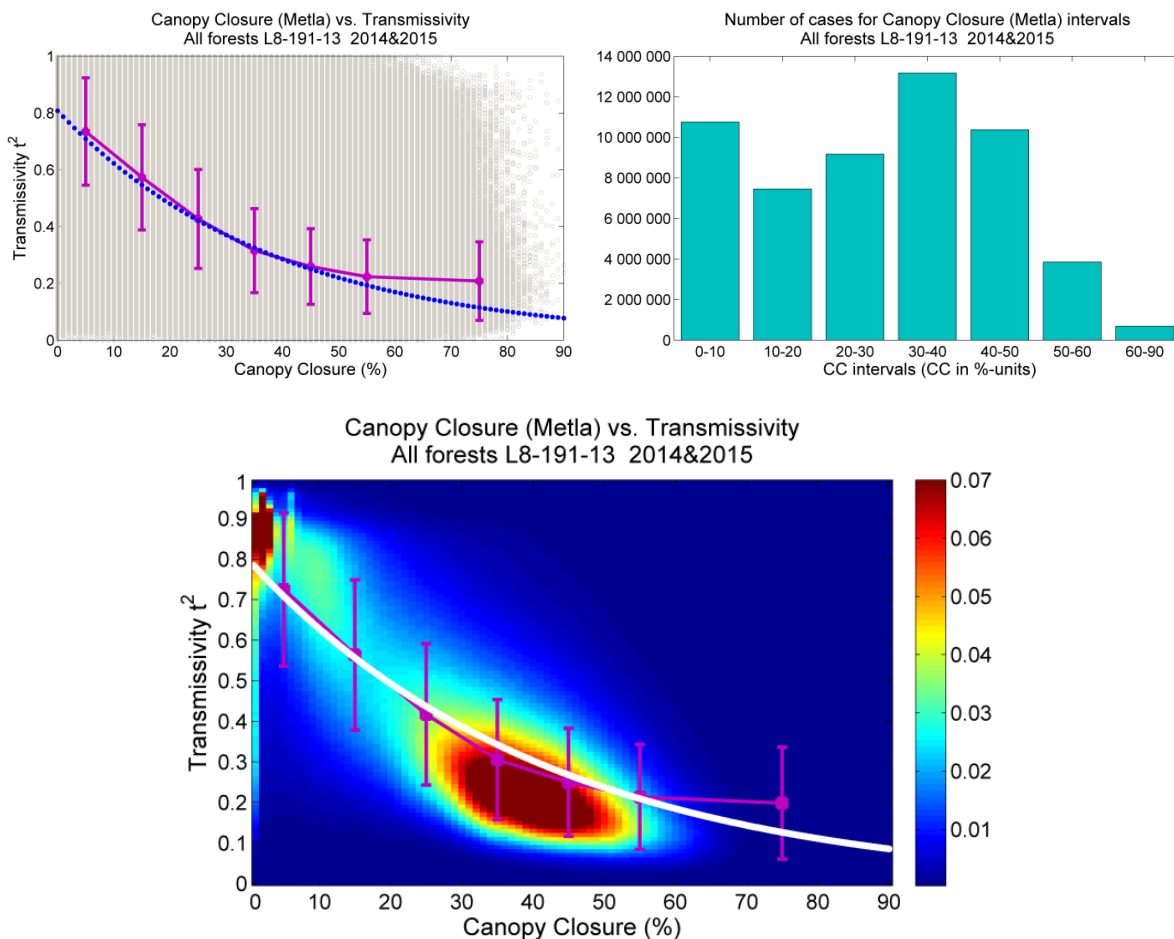 Canopy Closure (Metla) vs. Transmissivity
All forests L8-191-13 2014&2015
1
0.8
0.6
0.4
0.2
0
Transmissivity t²
0 10 20 30 40 50 60 70 80 90
Canopy Closure (%)
Number of cases for Canopy Closure (Metla) intervals
All forests L8-191-13 2014&2015
14 000 000
12 000 000
10 000 000
8 000 000
6 000 000
4 000 000
2 000 000
0
0-10 10-20 20-30 30-40 40-50 50-60 60-90
CC intervals (CC in %-units)
Canopy Closure (Metla) vs. Transmissivity
All forests L8-191-13 2014&2015
1
0.9
0.8
0.7
0.6
0.5
0.4
0.3
0.2
0.1
0
Transmissivity t²
0 10 20 30 40 50 60 70 80 90
Canopy Closure (%)
0.07
0.06
0.05
0.04
0.03
0.02
0.01